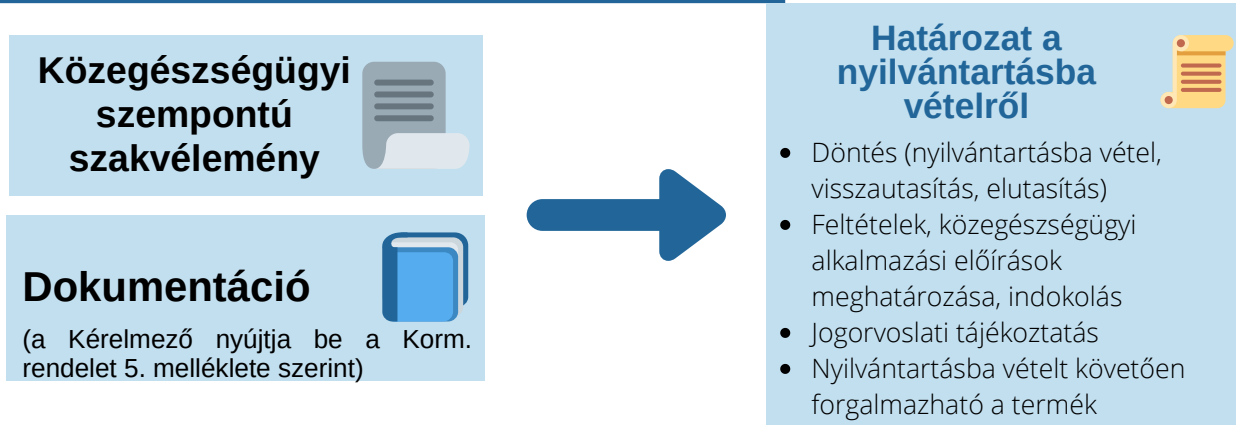 Közegészségügyi
szempontú
szakvélemény
Dokumentáció
(a Kérelmező nyújtja be a Korm.
rendelet 5. melléklete szerint)
Határozat a
nyilvántartásba
vételről
• Döntés (nyilvántartásba vétel,
visszautasítás, elutasítás)
• Feltételek, közegészségügyi
alkalmazási előírások
meghatározása, indokolás
• Jogorvoslati tájékoztatás
• Nyilvántartásba vételt követően
forgalmazható a termék